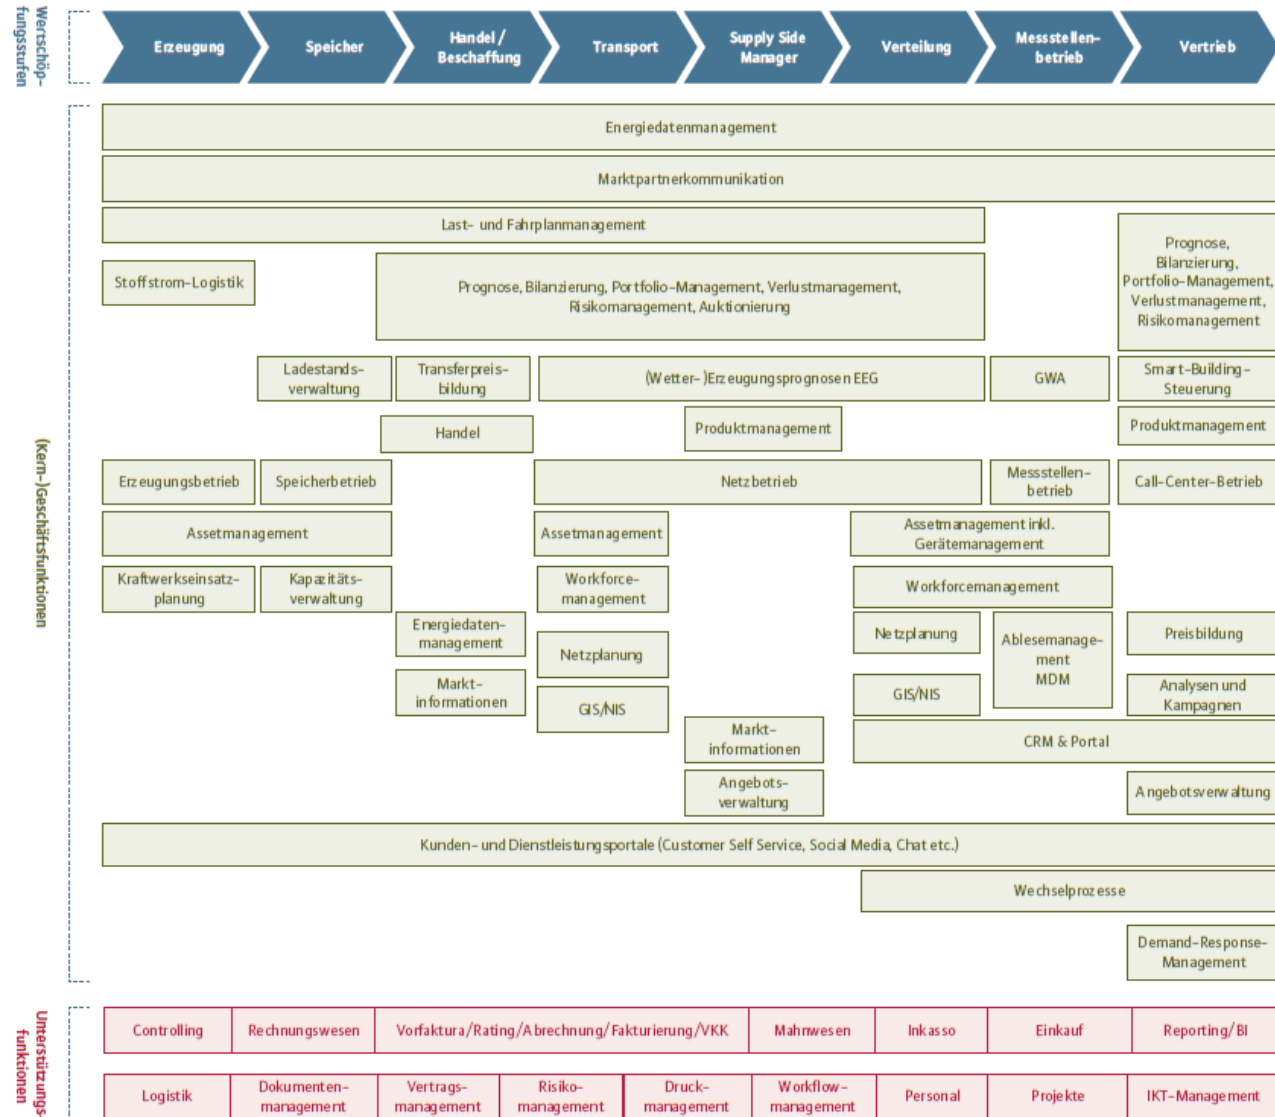 Wertschöp-
fungsstufen
Erzeugung
Speicher
Handel /
Beschaffung
Transport
Supply Side
Manager
Verteilung
Messstellen-
betrieb
Vertrieb
(Kern-)Geschäftsfunktionen
Energiedatenmanagement
Marktpartnerkommunikation
Last- und Fahrplanmanagement
Prognose,
Bilanzierung,
Portfolio-Management,
Verlustmanagement,
Risikomanagement
Stoffstrom-Logistik
Prognose, Bilanzierung, Portfolio-Management, Verlustmanagement,
Risikomanagement, Auktionierung
Ladestands-
verwaltung
Transferpreis-
bildung
(Wetter-)Erzeugungsprognosen EEG
GWA
Smart-Building-
Steuerung
Handel
Produktmanagement
Produktmanagement
Erzeugungsbetrieb
Speicherbetrieb
Netzbetrieb
Messstellen-
betrieb
Call-Center-Betrieb
Assetmanagement
Assetmanagement
Assetmanagement inkl.
Gerätemanagement
Kraftwerkseinsatz-
planung
Kapazitäts-
verwaltung
Workforce-
management
Workforcemanagement
Energiedaten-
management
Netzplanung
Netzplanung
Ablesemanage-
ment
MDM
Preisbildung
Markt-
informationen
GIS/NIS
GIS/NIS
Analysen und
Kampagnen
Markt-
informationen
CRM & Portal
Angebots-
verwaltung
Angebotsverwaltung
Kunden- und Dienstleistungsportale (Customer Self Service, Social Media, Chat etc.)
Wechselprozesse
Demand-Response-
Management
Unterstützungs-
funktionen
Controlling
Rechnungswesen
Vorfaktura/Rating/Abrechnung/Fakturierung/VKK
Mahnwesen
Inkasso
Einkauf
Reporting/BI
Logistik
Dokumenten-
management
Vertrags-
management
Risiko-
management
Druck-
management
Workflow-
management
Personal
Projekte
IKT-Management